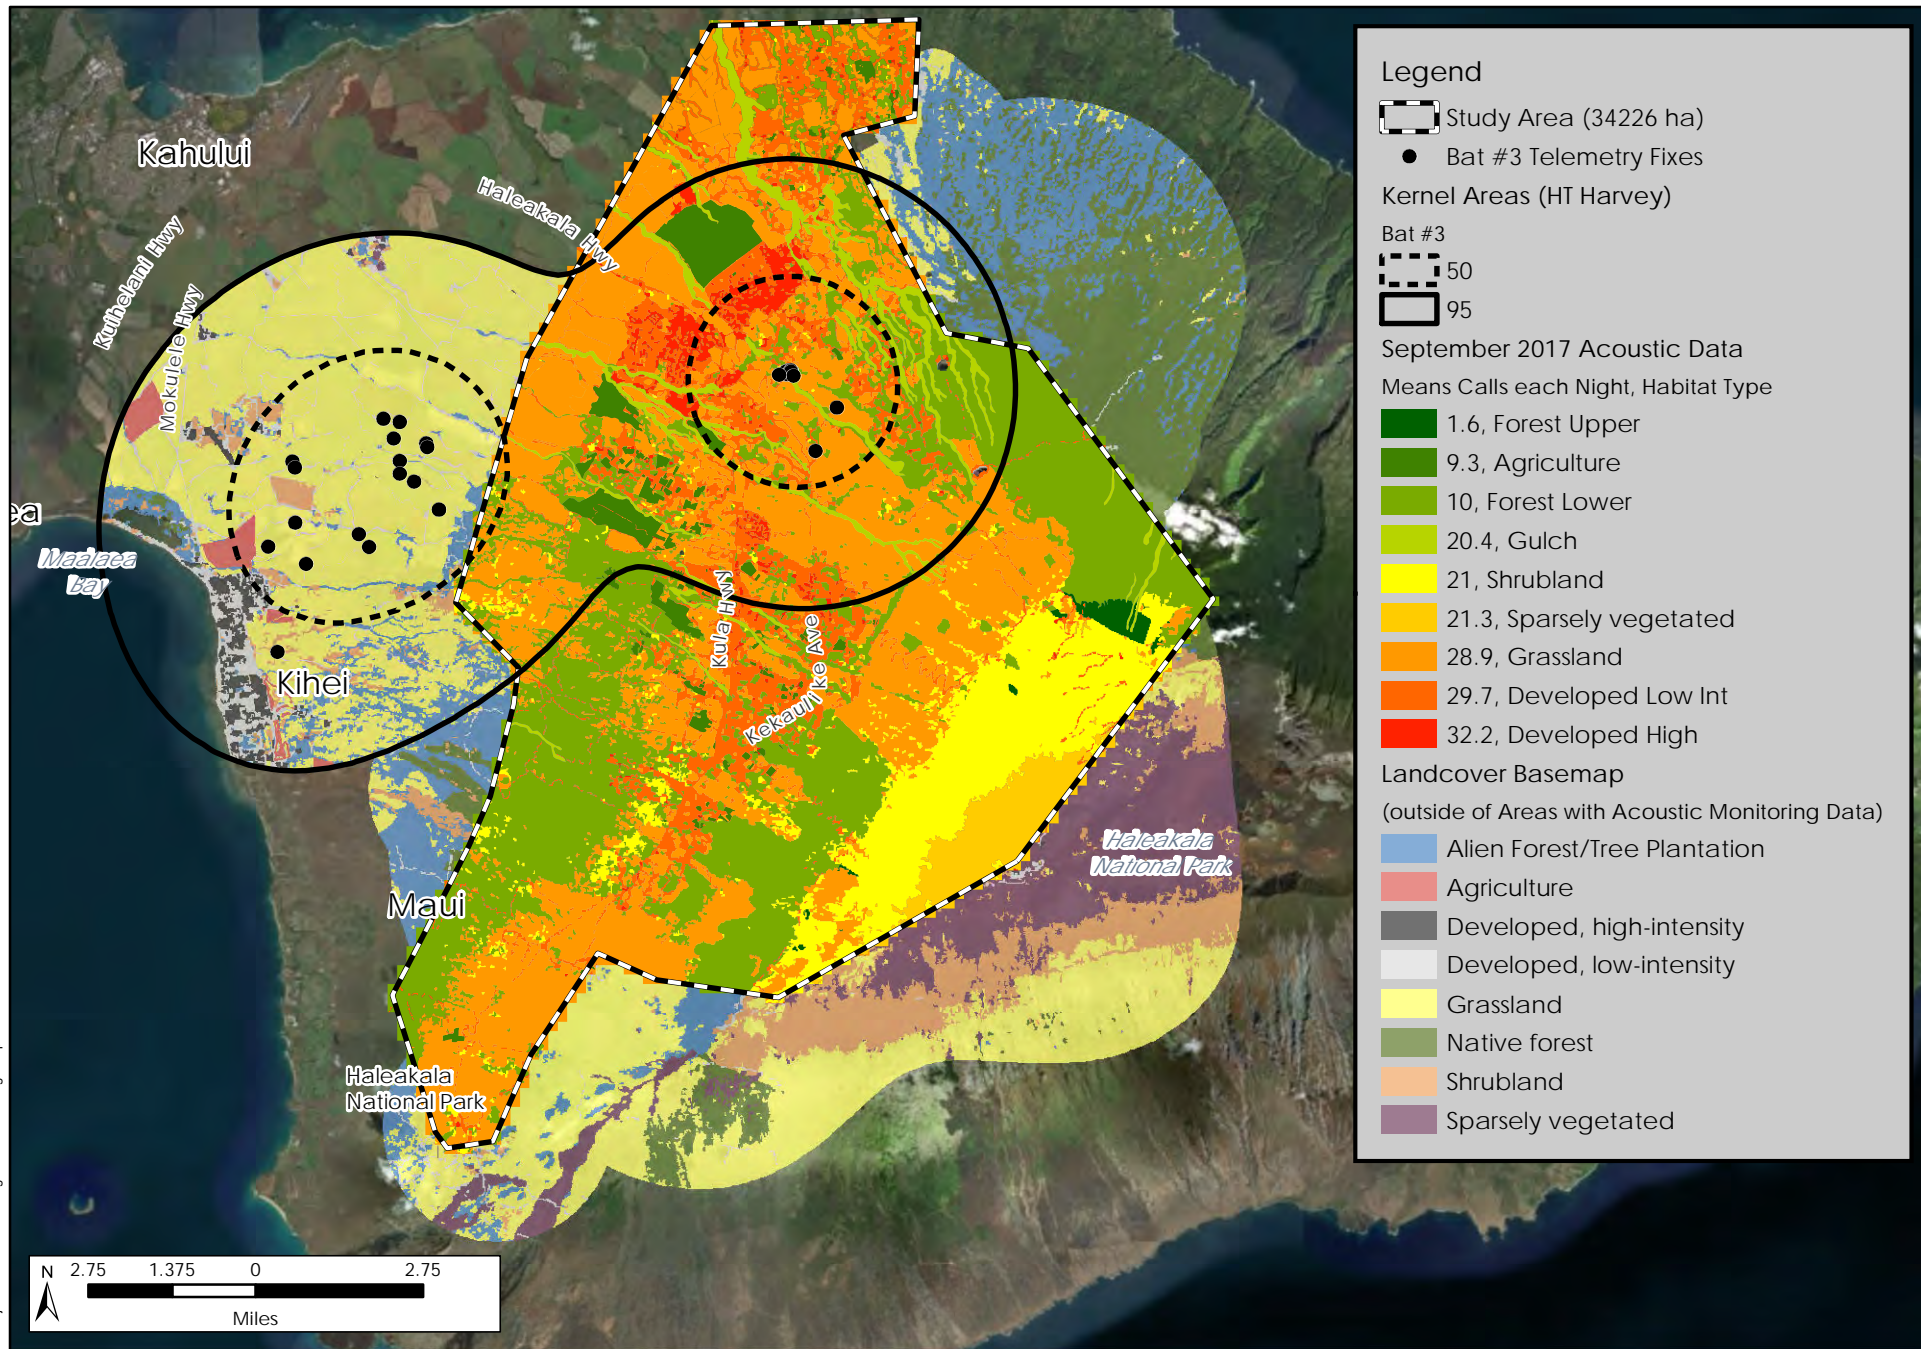 Kahului
Haleakala Hwy
Kuihelani Hwy
Mokulele Hwy
ea
Maalaea
Bay
Kihei
Kula Hwy
Kekaulike Ave
Haleakala
National Park
Maui
Haleakala
National Park
N
2.75 1.375 0 2.75
Miles
Legend
Study Area (34226 ha)
Bat #3 Telemetry Fixes
Kernel Areas (HT Harvey)
Bat #3
50
95
September 2017 Acoustic Data
Means Calls each Night, Habitat Type
1.6, Forest Upper
9.3, Agriculture
10, Forest Lower
20.4, Gulch
21, Shrubland
21.3, Sparsely vegetated
28.9, Grassland
29.7, Developed Low Int
32.2, Developed High
Landcover Basemap
(outside of Areas with Acoustic Monitoring Data)
Alien Forest/Tree Plantation
Agriculture
Developed, high-intensity
Developed, low-intensity
Grassland
Native forest
Shrubland
Sparsely vegetated